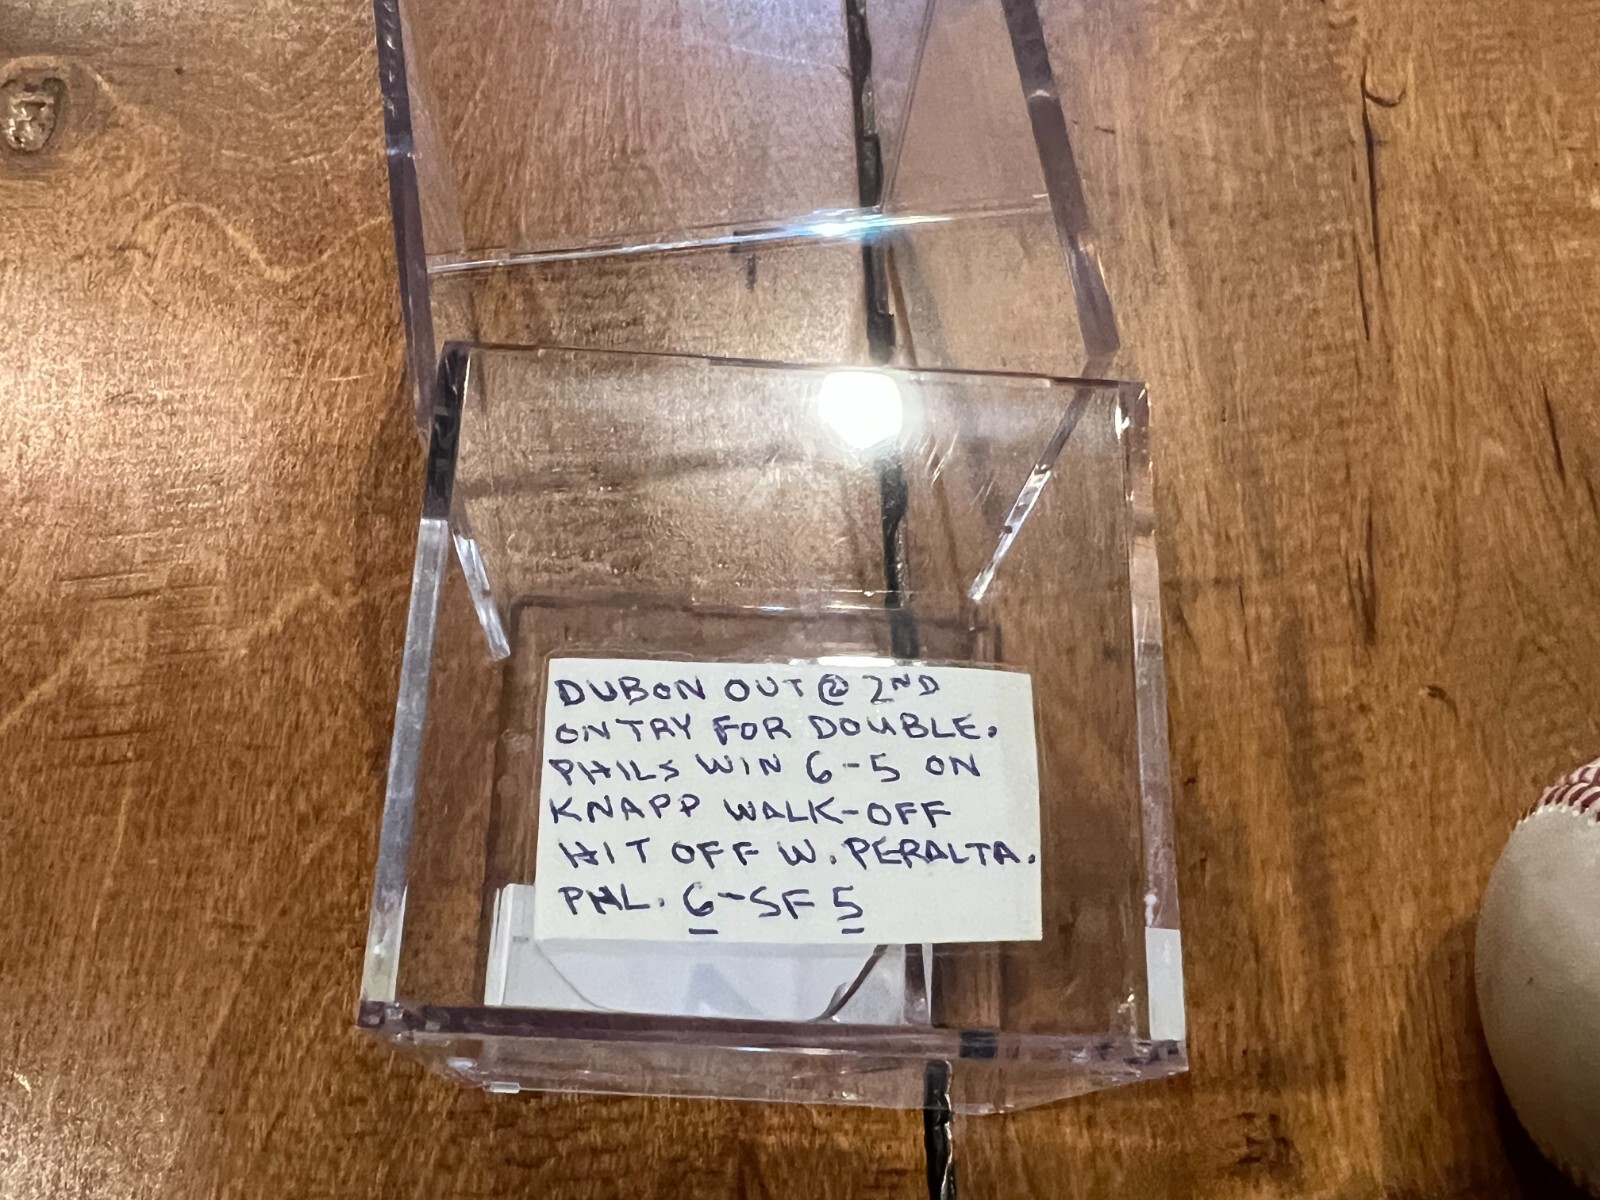 DUBON OUT @ 2ND
ON TRY FOR DOUBLE.
PHILS WIN 6-5 ON
KNAPP WALK-OFF
HIT OFF W. PERALTA.
PHL. 6-SF 5